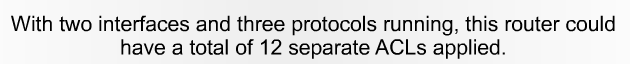 With two interfaces and three protocols running, this router could
have a total of 12 separate ACLs applied.